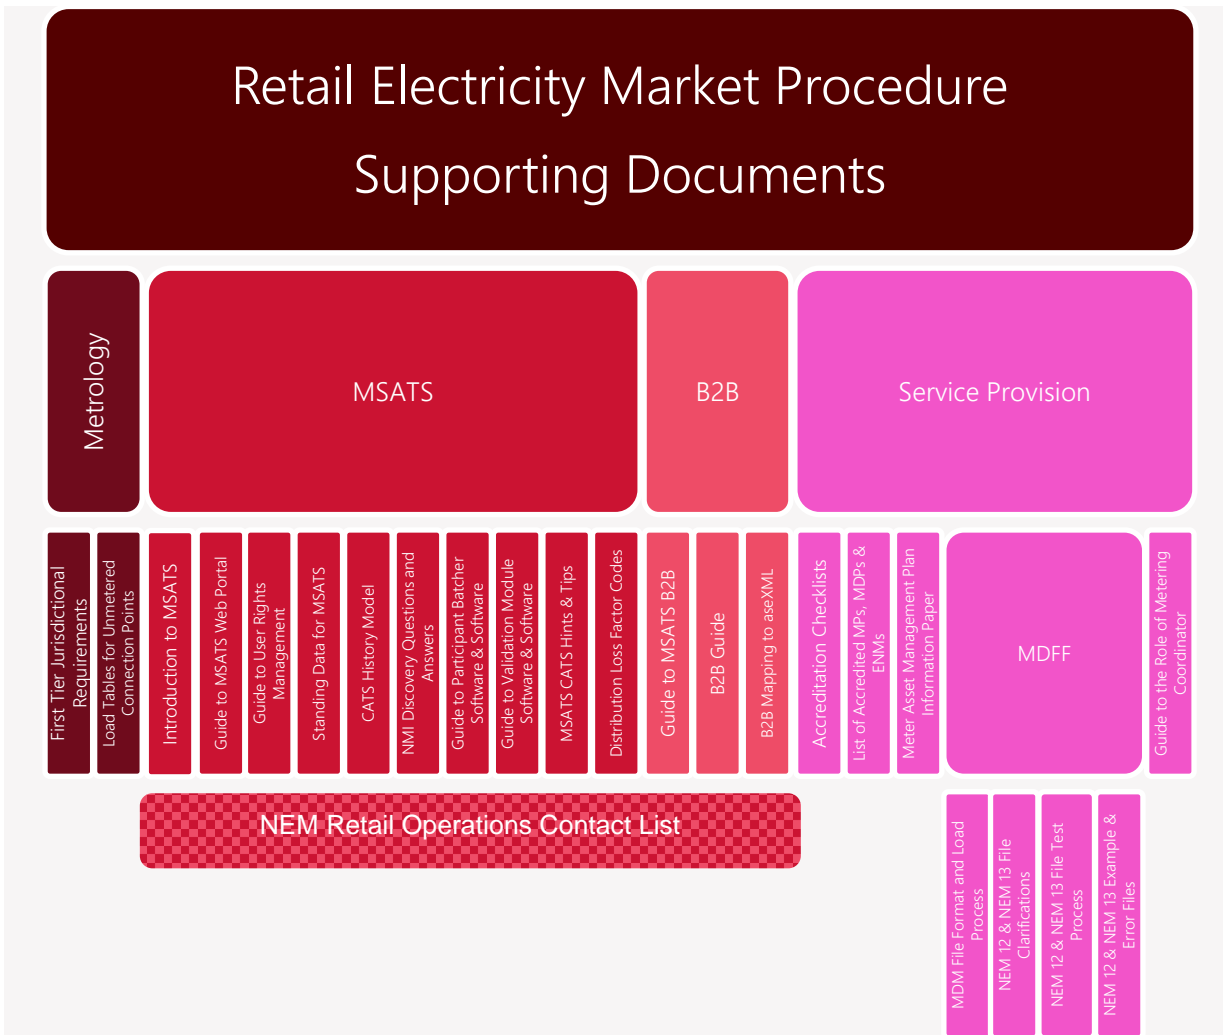 Retail Electricity Market Procedure
Supporting Documents
Metrology
MSATS
B2B
Service Provision
First Tier Jurisdictional
Requirements
Load Tables for Unmetered
Connection Points
Introduction to MSATS
Guide to MSATS Web Portal
Guide to User Rights
Management
Standing Data for MSATS
CATS History Model
NMI Discovery Questions and
Answers
Guide to Participant Batcher
Software & Software
Guide to Validation Module
Software & Software
MSATS CATS Hints & Tips
Distribution Loss Factor Codes
Guide to MSATS B2B
B2B Guide
B2B Mapping to aseXML
Accreditation Checklists
List of Accredited MPs, MDPs &
ENMs
Meter Asset Management Plan
Information Paper
MDFF
Guide to the Role of Metering
Coordinator
NEM Retail Operations Contact List
MDM File Format and Load
Process
NEM 12 & NEM 13 File
Clarifications
NEM 12 & NEM 13 File Test
Process
NEM 12 & NEM 13 Example &
Error Files